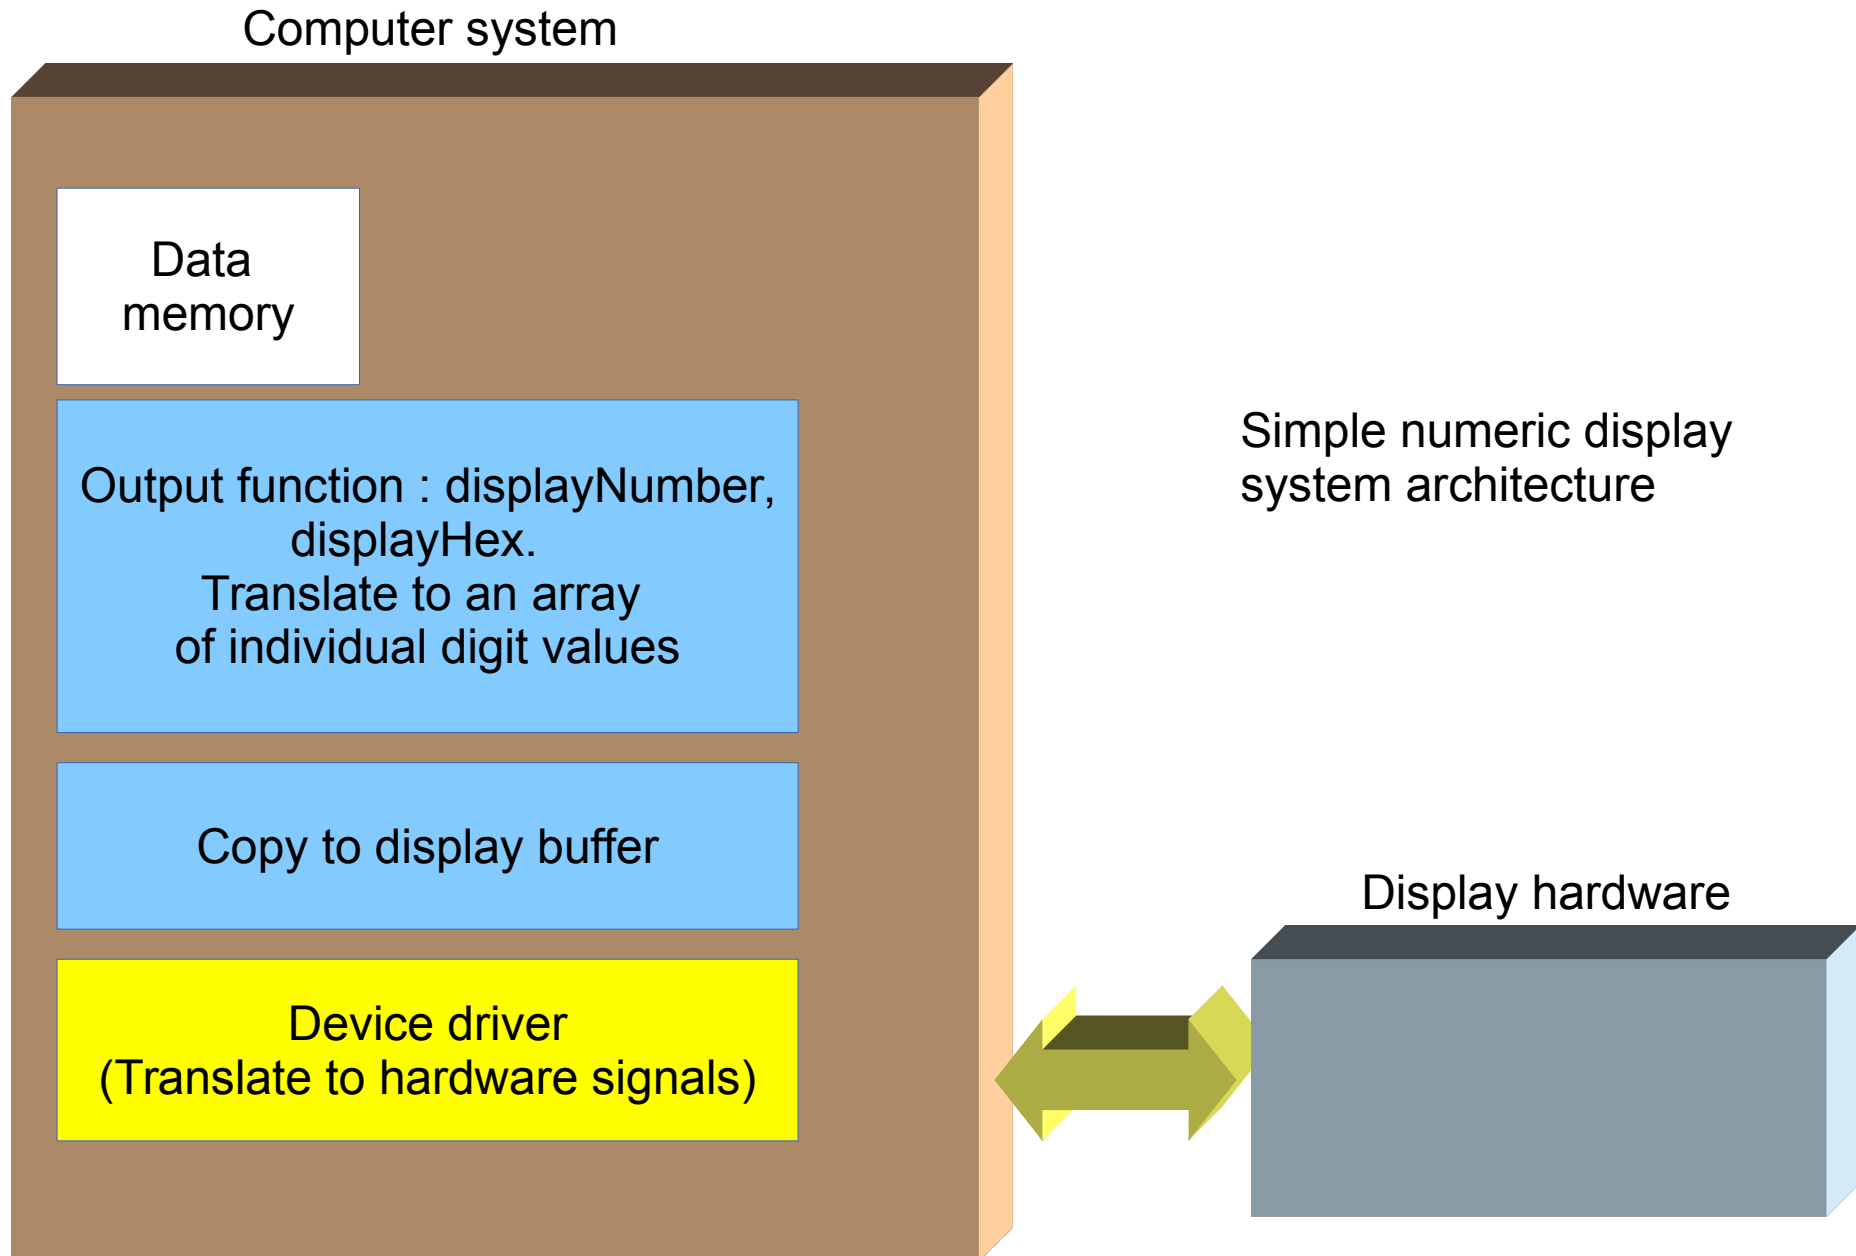 Computer system
Data
memory
Output function : displayNumber,
displayHex.
Translate to an array
of individual digit values
Copy to display buffer
Device driver
(Translate to hardware signals)
Simple numeric display
system architecture
Display hardware